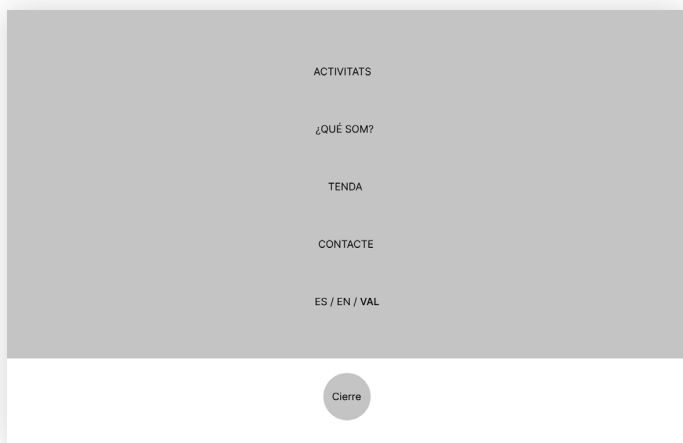 ACTIVITATS
¿QUÉ SOM?
TENDA
CONTACTE
ES / EN / VAL
Cierre